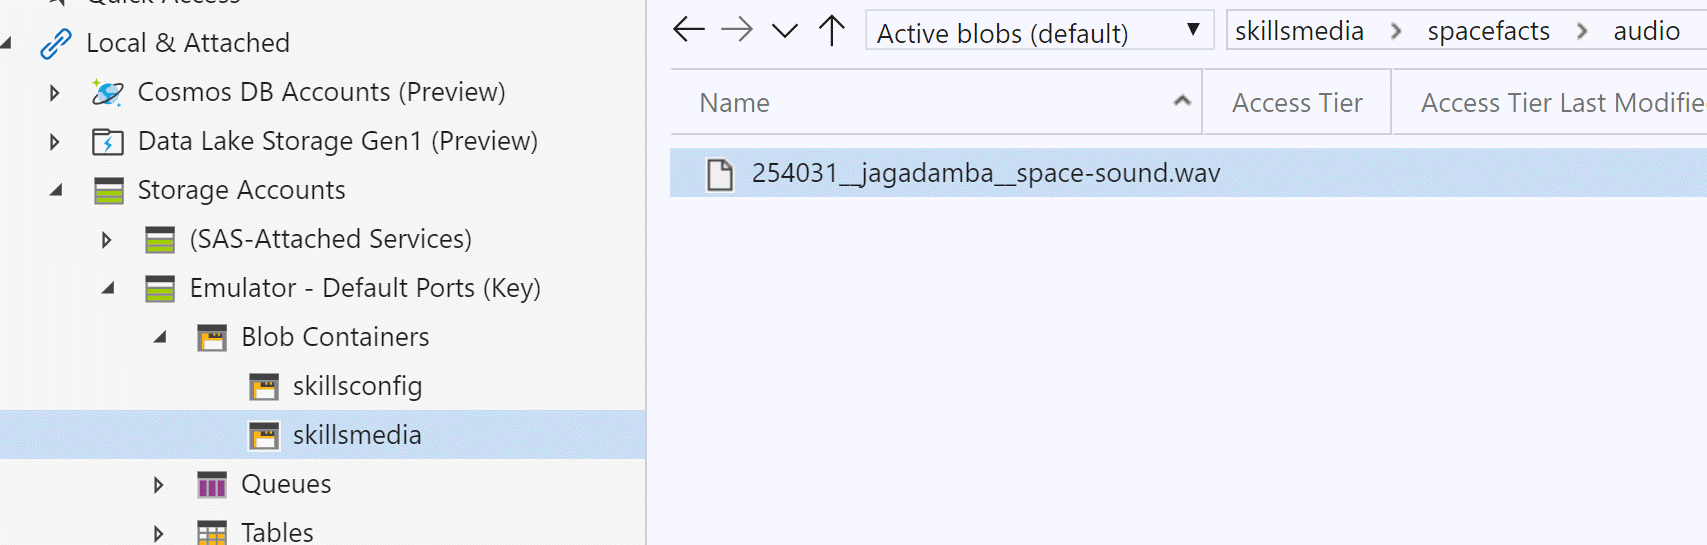 Quick Access
Local & Attached
Cosmos DB Accounts (Preview)
Data Lake Storage Gen1 (Preview)
Storage Accounts
(SAS-Attached Services)
Emulator - Default Ports (Key)
Blob Containers
skillsconfig
skillsmedia
Queues
Tables
Active blobs (default)
skillsmedia > spacefacts > audio
Name Access Tier Access Tier Last Modifie
254031__jagadamba__space-sound.wav